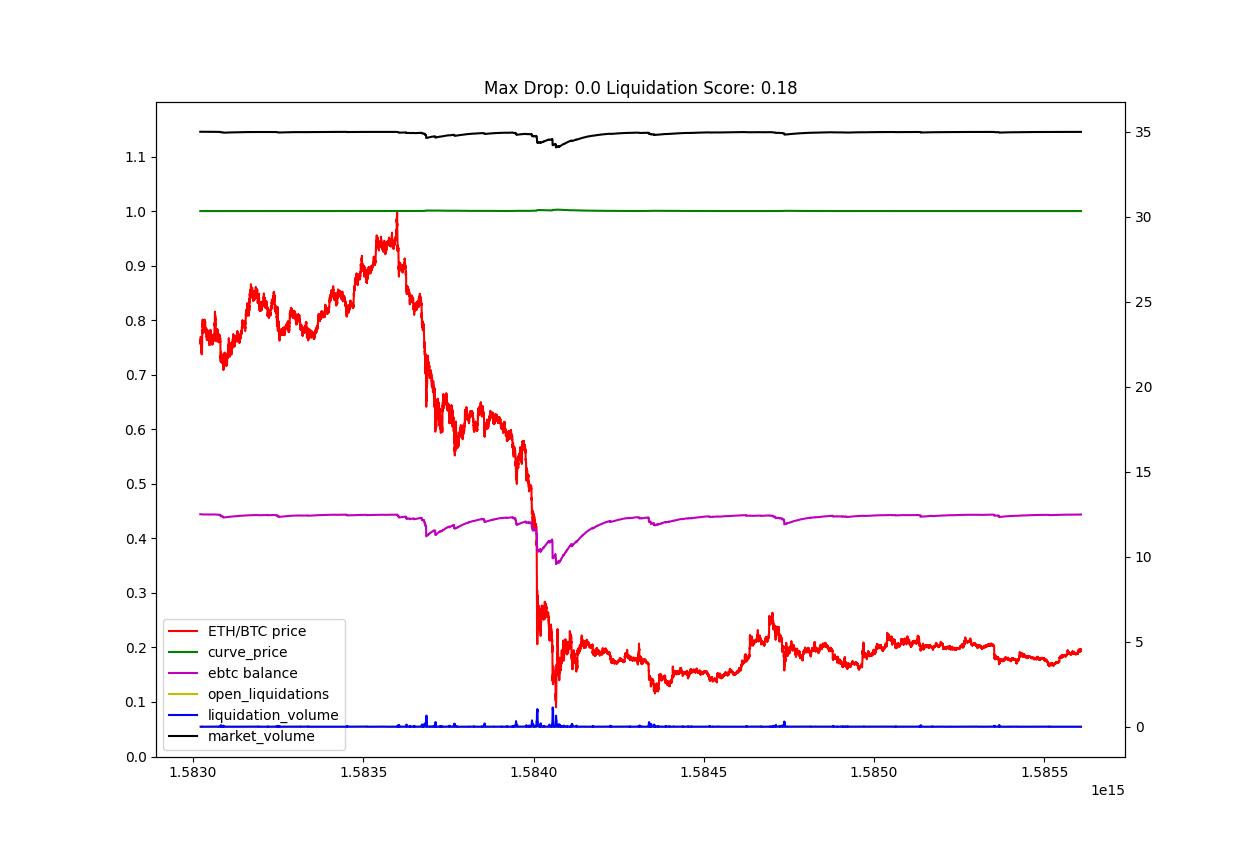 Max Drop: 0.0 Liquidation Score: 0.18
1.1
1.0
0.9
0.8
0.7
0.6
0.5
0.4
0.3
0.2
0.1
0.0
35
30
25
20
15
10
5
0
ETH/BTC price
curve_price
ebtc balance
open_liquidations
liquidation_volume
market_volume
1.5830 1.5835 1.5840 1.5845 1.5850 1.5855
1e15